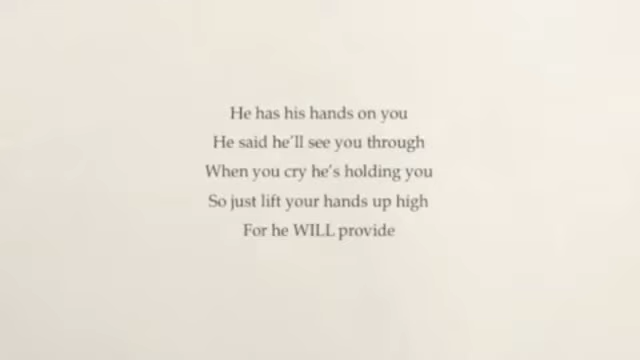 He has his hands on you
He said he'll see you through
When you cry he's holding you
So just lift your hands up high
For he WILL provide